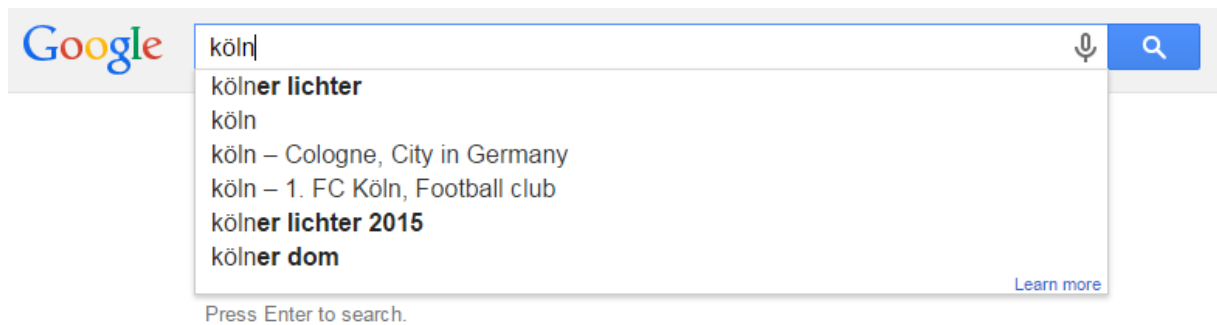 Google köln
kölner lichter
köln
köln – Cologne, City in Germany
köln – 1. FC Köln, Football club
kölner lichter 2015
kölner dom
Learn more
Press Enter to search.